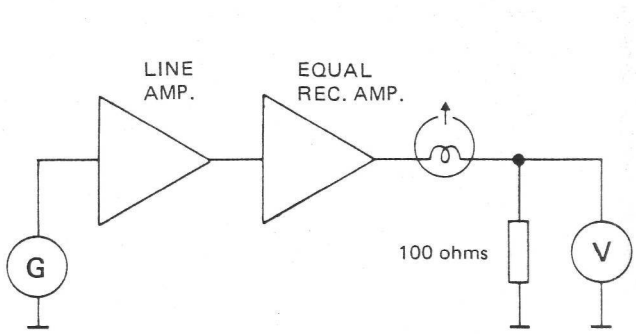 LINE
AMP.
EQUAL
REC. AMP.
G
100 ohms
V